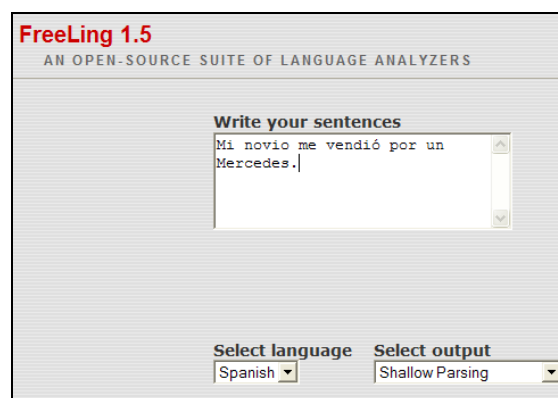 FreeLing 1.5
AN OPEN-SOURCE SUITE OF LANGUAGE ANALYZERS
Write your sentences
Mi novio me vendió por un
Mercedes.
Select language Select output
Spanish Shallow Parsing